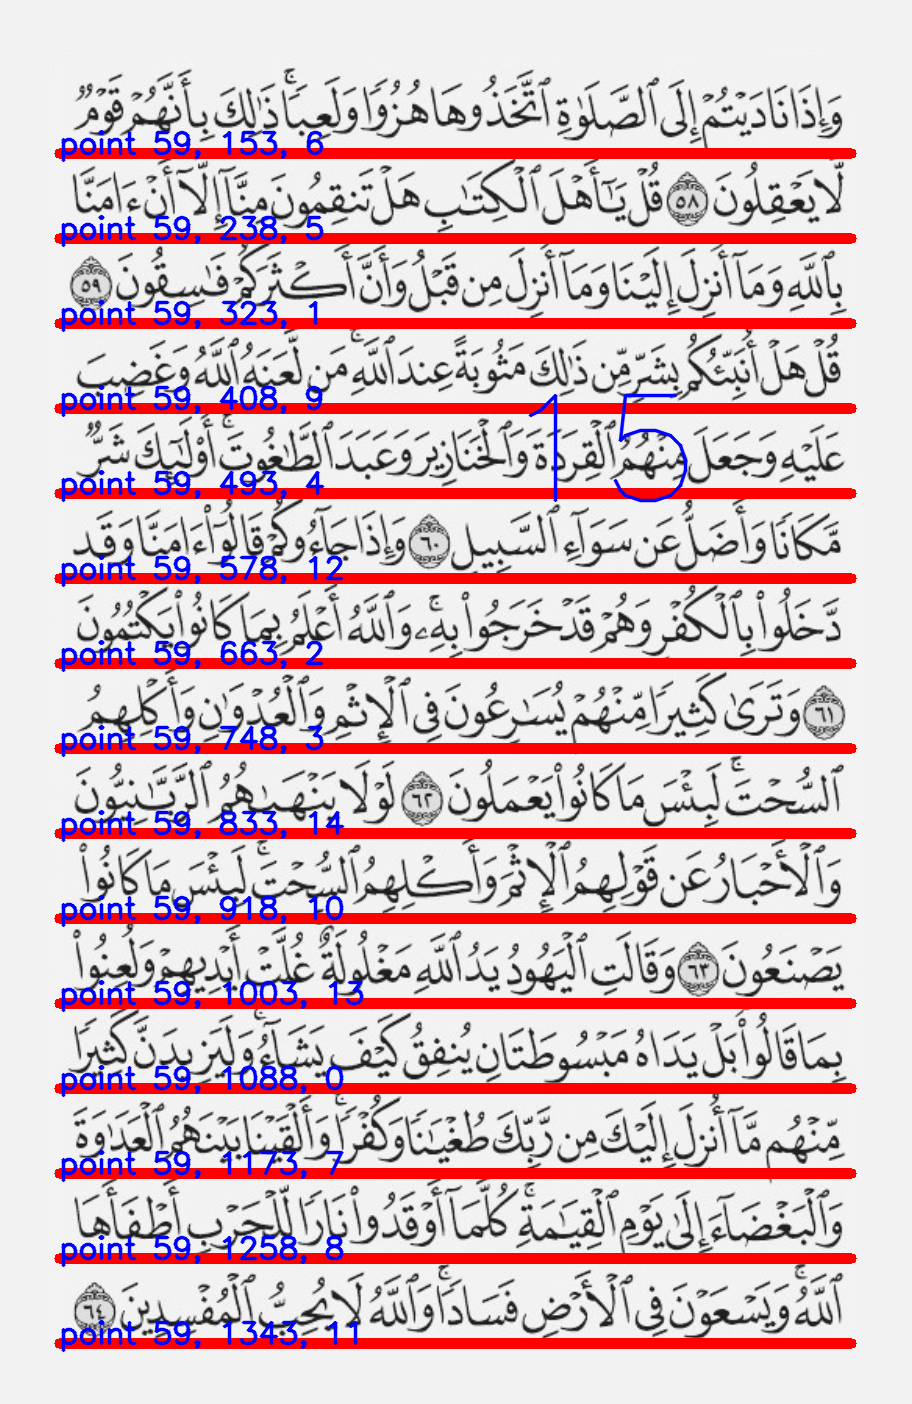 وَإِذَا نَادَيْتُمْ إِلَى ٱلصَّلَوٰةِ ٱتَّخَذُوهَا هُزُوًا وَلَعِبًا ۚ ذَٰلِكَ بِأَنَّهُمْ قَوْمٌ
point 59, 153, 6
لَّا يَعْقِلُونَ ٥٨ قُلْ يَـٰٓأَهْلَ ٱلْكِتَـٰبِ هَلْ تَنقِمُونَ مِنَّآ إِلَّآ أَنْ ءَامَنَّا
point 59, 238, 5
بِٱللَّهِ وَمَآ أُنزِلَ إِلَيْنَا وَمَآ أُنزِلَ مِن قَبْلُ وَأَنَّ أَكْثَرَكُمْ فَـٰسِقُونَ ٥٩
point 59, 323, 1
قُلْ هَلْ أُنَبِّئُكُم بِشَرٍّ مِّن ذَٰلِكَ مَثُوبَةً عِندَ ٱللَّهِ ۚ مَن لَّعَنَهُ ٱللَّهُ وَغَضِبَ
point 59, 408, 9
15
عَلَيْهِ وَجَعَلَ مِنْهُمُ ٱلْقِرَدَةَ وَٱلْخَنَازِيرَ وَعَبَدَ ٱلطَّـٰغُوتَ ۚ أُو۟لَـٰٓئِكَ شَرٌّ
point 59, 493, 4
مَّكَانًا وَأَضَلُّ عَن سَوَآءِ ٱلسَّبِيلِ ٦٠ وَإِذَا جَآءُوكُمْ قَالُوٓا۟ ءَامَنَّا وَقَد
point 59, 578, 12
دَّخَلُوا۟ بِٱلْكُفْرِ وَهُمْ قَدْ خَرَجُوا۟ بِهِۦ ۚ وَٱللَّهُ أَعْلَمُ بِمَا كَانُوا۟ يَكْتُمُونَ
point 59, 663, 2
٦١ وَتَرَىٰ كَثِيرًا مِّنْهُمْ يُسَـٰرِعُونَ فِى ٱلْإِثْمِ وَٱلْعُدْوَٰنِ وَأَكْلِهِمُ
point 59, 748, 3
ٱلسُّحْتَ ۚ لَبِئْسَ مَا كَانُوا۟ يَعْمَلُونَ ٦٢ لَوْلَا يَنْهَىٰهُمُ ٱلرَّبَّـٰنِيُّونَ
point 59, 833, 14
وَٱلْأَحْبَارُ عَن قَوْلِهِمُ ٱلْإِثْمَ وَأَكْلِهِمُ ٱلسُّحْتَ ۚ لَبِئْسَ مَا كَانُوا۟
point 59, 918, 10
يَصْنَعُونَ ٦٣ وَقَالَتِ ٱلْيَهُودُ يَدُ ٱللَّهِ مَغْلُولَةٌ ۚ غُلَّتْ أَيْدِيهِمْ وَلُعِنُوا۟
point 59, 1003, 13
بِمَا قَالُوا۟ ۘ بَلْ يَدَاهُ مَبْسُوطَتَانِ يُنفِقُ كَيْفَ يَشَآءُ ۚ وَلَيَزِيدَنَّ كَثِيرًا
point 59, 1088, 0
مِّنْهُم مَّآ أُنزِلَ إِلَيْكَ مِن رَّبِّكَ طُغْيَـٰنًا وَكُفْرًا ۚ وَأَلْقَيْنَا بَيْنَهُمُ ٱلْعَدَٰوَةَ
point 59, 1173, 7
وَٱلْبَغْضَآءَ إِلَىٰ يَوْمِ ٱلْقِيَـٰمَةِ ۚ كُلَّمَآ أَوْقَدُوا۟ نَارًا لِّلْحَرْبِ أَطْفَأَهَا
point 59, 1258, 8
ٱللَّهُ ۚ وَيَسْعَوْنَ فِى ٱلْأَرْضِ فَسَادًا ۚ وَٱللَّهُ لَا يُحِبُّ ٱلْمُفْسِدِينَ ٦٤
point 59, 1343, 11